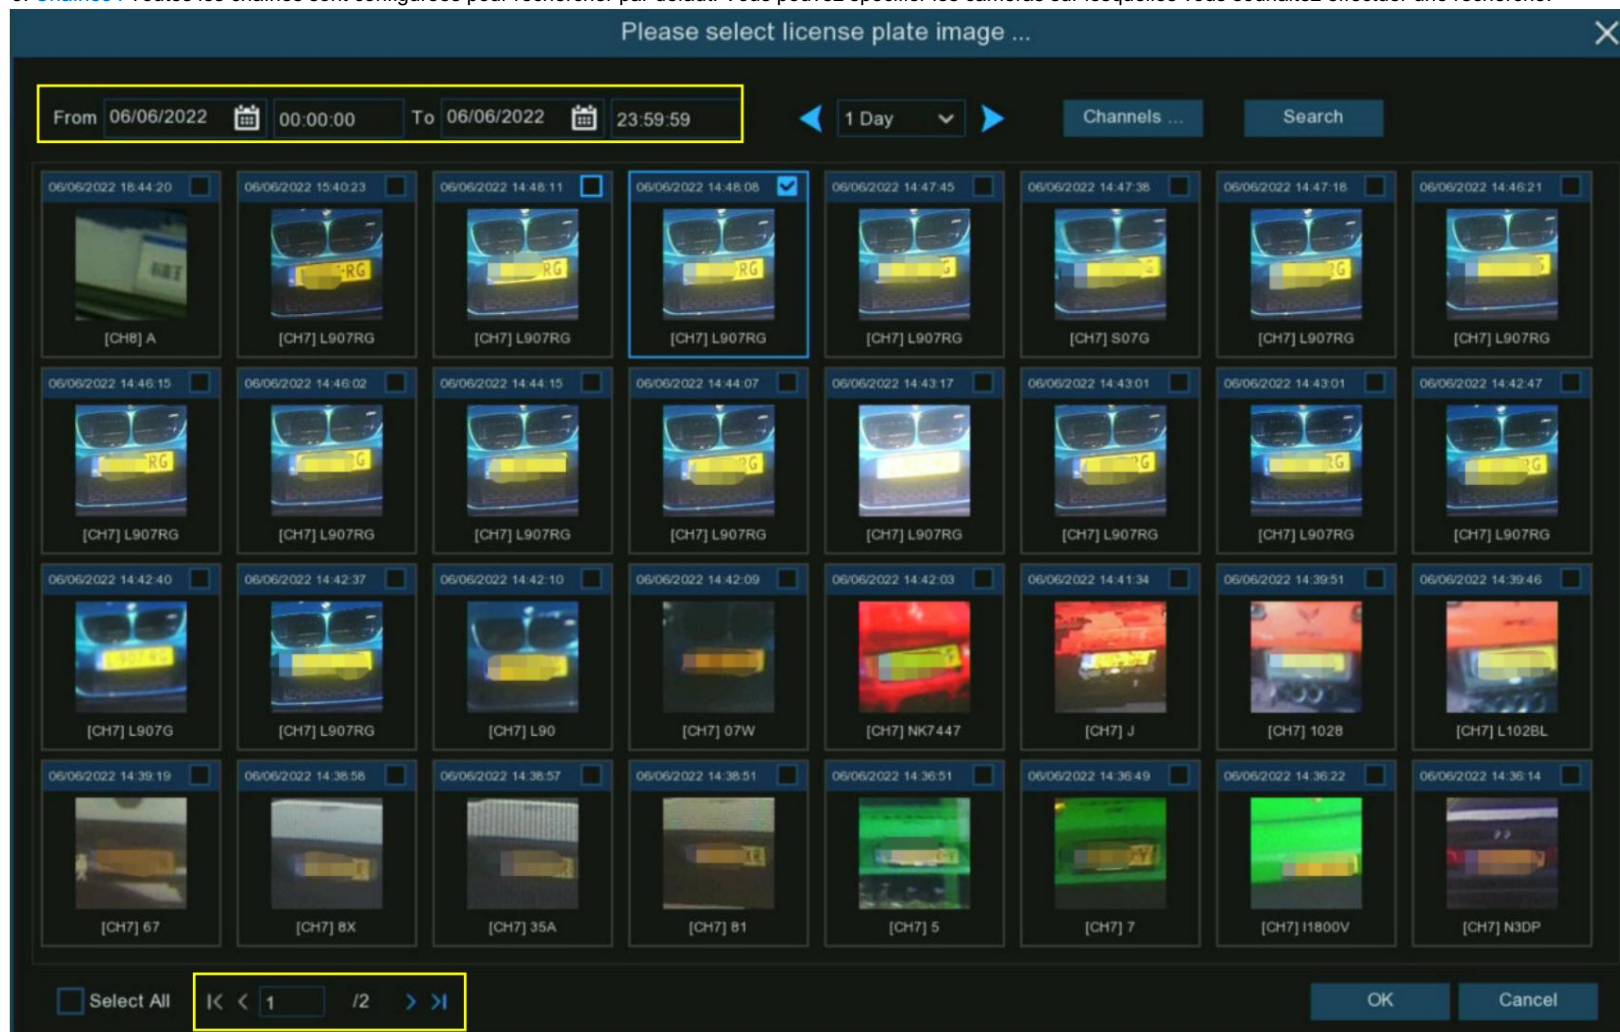 Please select license plate image ...
From 06/06/2022 00:00:00 To 06/06/2022 23:59:59 1 Day Channels ... Search
06/06/2022 18:44:20 06/06/2022 15:40:23 06/06/2022 14:48:11 06/06/2022 14:48:08 06/06/2022 14:47:45 06/06/2022 14:47:38 06/06/2022 14:47:18 06/06/2022 14:46:21
[CH8] A [CH7] L907RG [CH7] L907RG [CH7] L907RG [CH7] L907RG [CH7] S07G [CH7] L907RG [CH7] L907RG
06/06/2022 14:46:15 06/06/2022 14:46:02 06/06/2022 14:44:15 06/06/2022 14:44:07 06/06/2022 14:43:17 06/06/2022 14:43:01 06/06/2022 14:43:01 06/06/2022 14:42:47
[CH7] L907RG [CH7] L907RG [CH7] L907RG [CH7] L907RG [CH7] L907RG [CH7] L907RG [CH7] L907RG [CH7] L907RG
06/06/2022 14:42:40 06/06/2022 14:42:37 06/06/2022 14:42:10 06/06/2022 14:42:09 06/06/2022 14:42:03 06/06/2022 14:41:34 06/06/2022 14:39:51 06/06/2022 14:39:46
[CH7] L907G [CH7] L907RG [CH7] L90 [CH7] 07W [CH7] NK7447 [CH7] J [CH7] 1028 [CH7] L102BL
06/06/2022 14:39:19 06/06/2022 14:38:58 06/06/2022 14:38:57 06/06/2022 14:38:51 06/06/2022 14:36:51 06/06/2022 14:36:49 06/06/2022 14:36:22 06/06/2022 14:36:14
[CH7] 67 [CH7] 8X [CH7] 35A [CH7] 81 [CH7] 5 [CH7] 7 [CH7] I1800V [CH7] N3DP
Select All 1 /2 OK Cancel